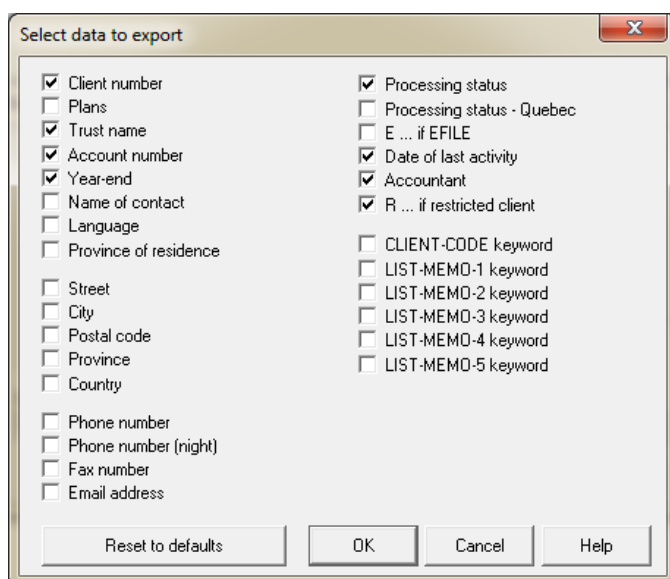 Select data to export
Client number
Plans
Trust name
Account number
Year-end
Name of contact
Language
Province of residence
Street
City
Postal code
Province
Country
Phone number
Phone number (night)
Fax number
Email address
Processing status
Processing status - Quebec
E ... if EFILE
Date of last activity
Accountant
R ... if restricted client
CLIENT-CODE keyword
LIST-MEMO-1 keyword
LIST-MEMO-2 keyword
LIST-MEMO-3 keyword
LIST-MEMO-4 keyword
LIST-MEMO-5 keyword
Reset to defaults
OK
Cancel
Help